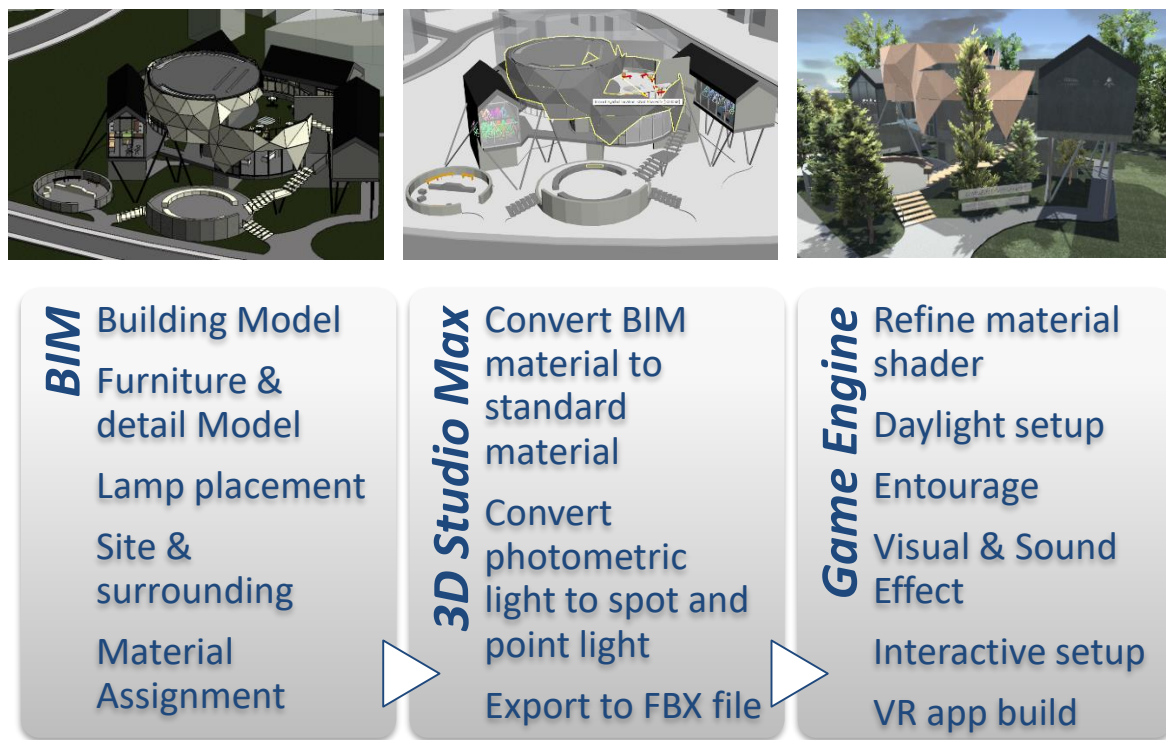 BIM
Building Model
Furniture &
detail Model
Lamp placement
Site &
surrounding
Material
Assignment
3D Studio Max
Convert BIM
material to
standard
material
Convert
photometric
light to spot and
point light
Export to FBX file
Game Engine
Refine material
shader
Daylight setup
Entourage
Visual & Sound
Effect
Interactive setup
VR app build